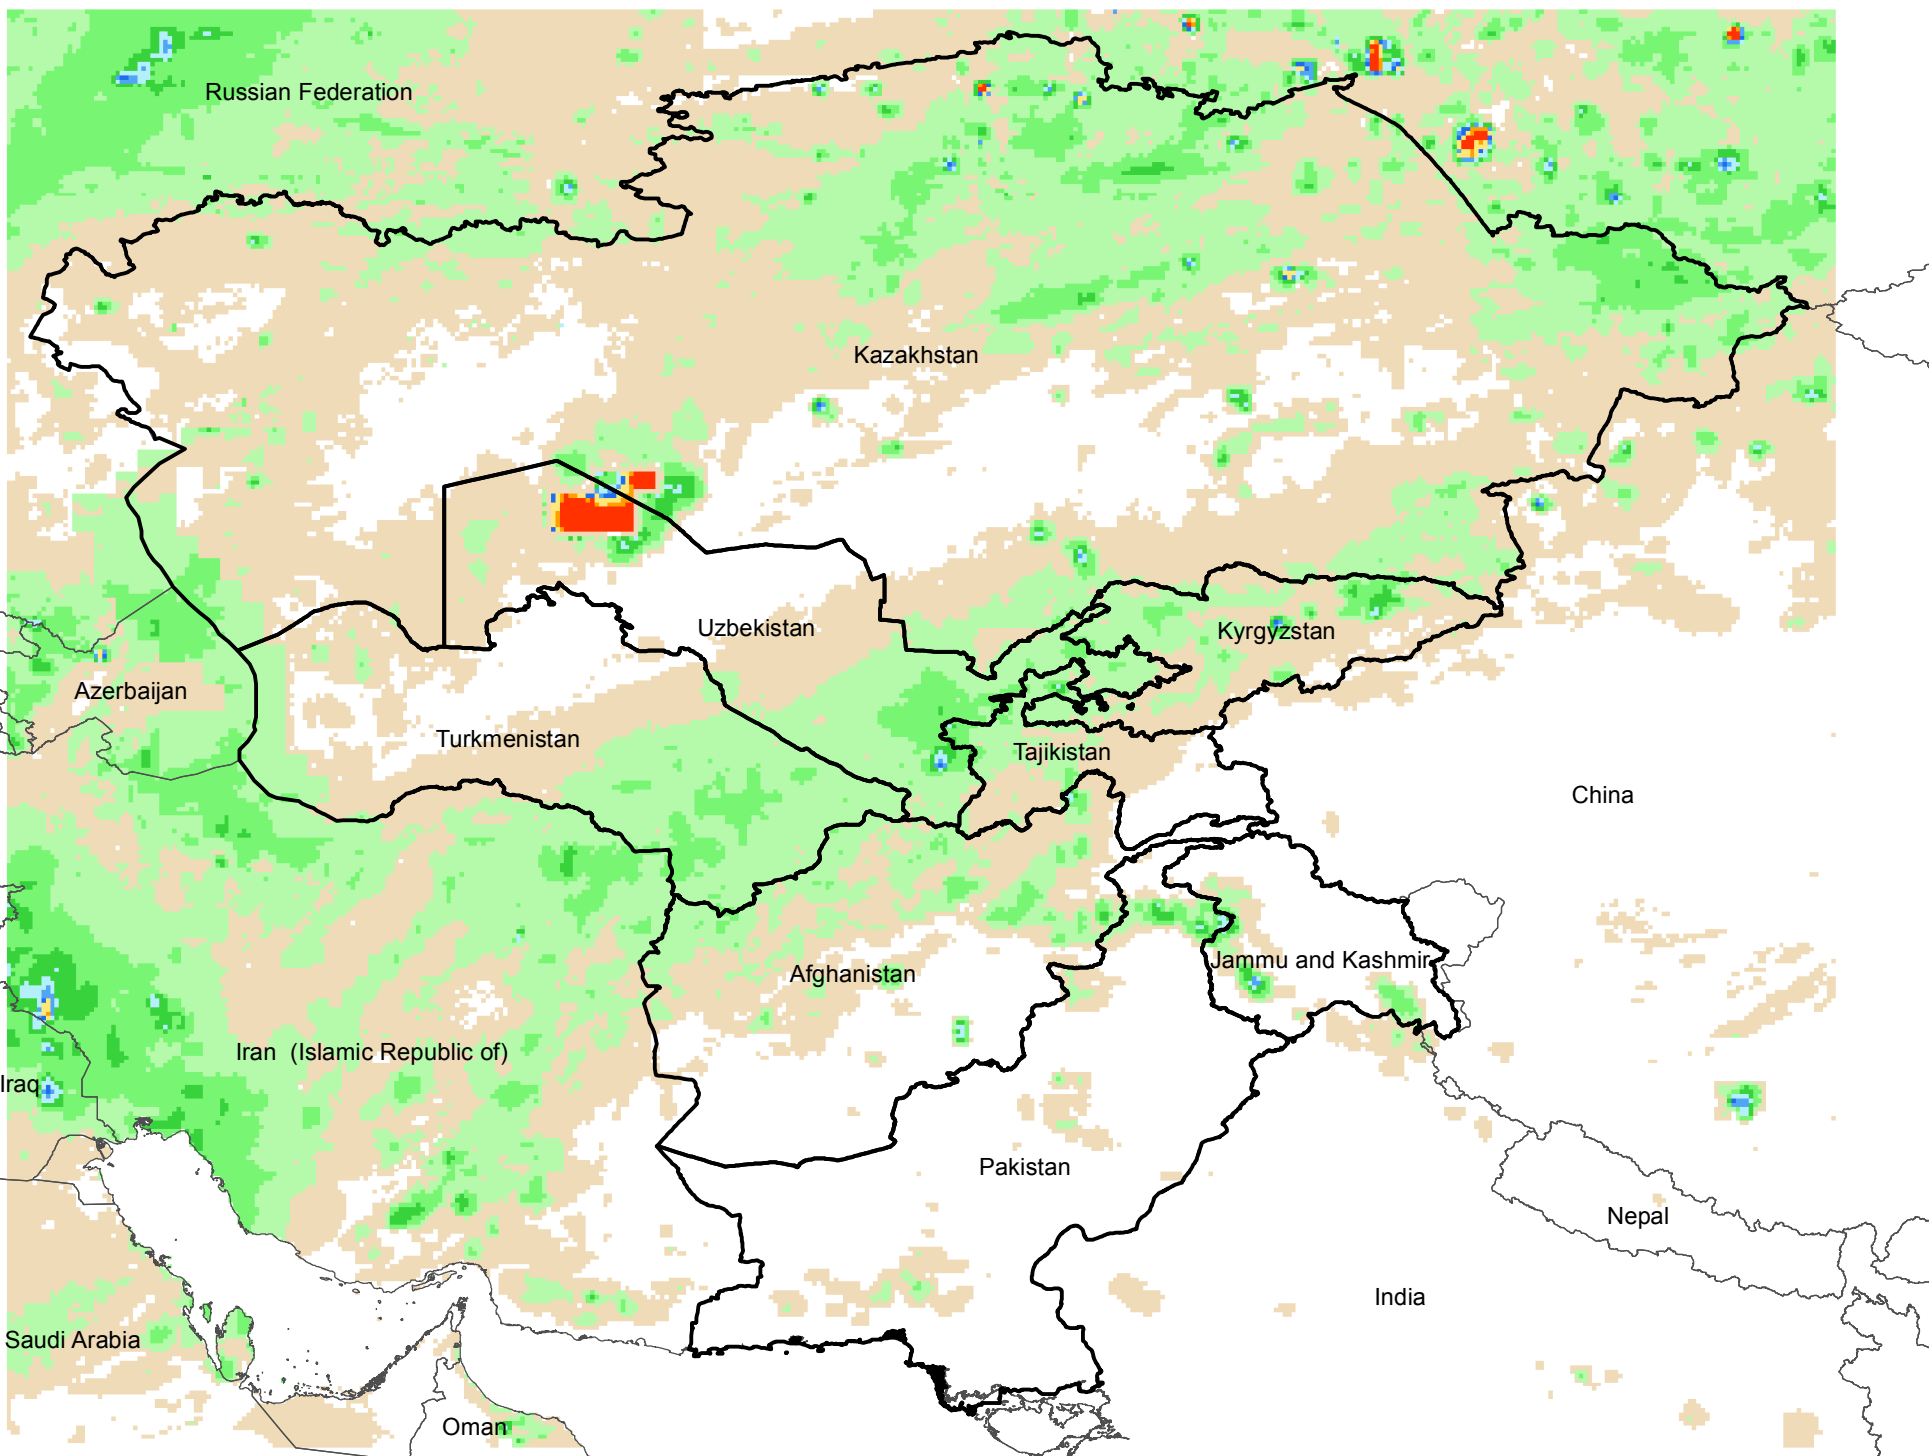 Russian Federation
Kazakhstan
Uzbekistan
Kyrgyzstan
Azerbaijan
Turkmenistan
Tajikistan
China
Afghanistan
Jammu and Kashmir
Iran  (Islamic Republic of)
Iraq
Pakistan
Nepal
India
Saudi Arabia
Oman